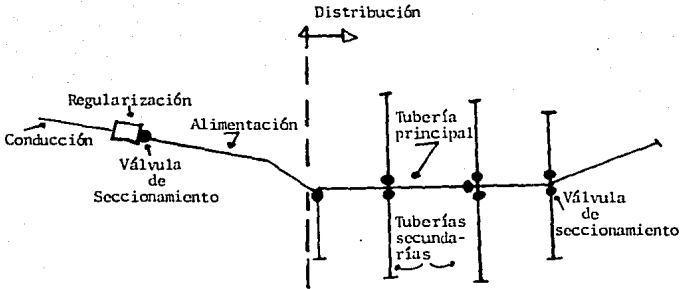 Distribución
Regularización
Conducción
Alimentación
Válvula
de
Seccionamiento
Tubería
principal
Tuberías
secunda-
rías
Válvula
de
seccionamiento